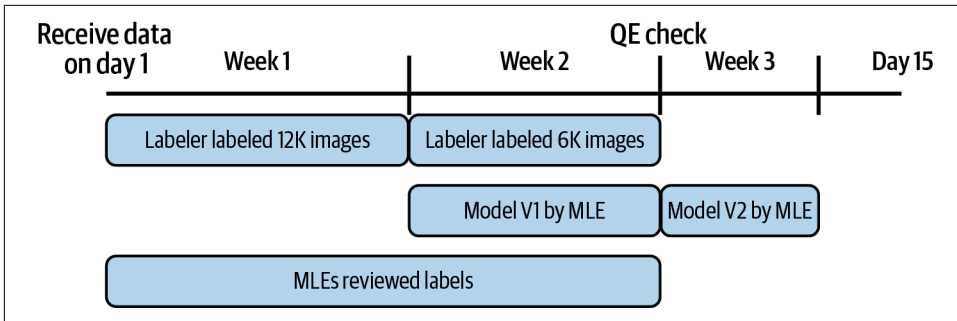 Receive data
on day 1
Week 1
Week 2
QE check
Week 3
Day 15
Labeler labeled 12K images
Labeler labeled 6K images
Model V1 by MLE
Model V2 by MLE
MLEs reviewed labels